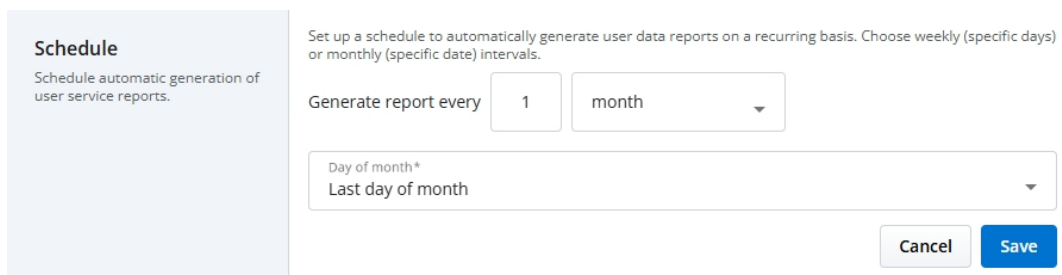 Schedule
Schedule automatic generation of
user service reports.
Set up a schedule to automatically generate user data reports on a recurring basis. Choose weekly (specific days)
or monthly (specific date) intervals.
Generate report every 1 month
Day of month*
Last day of month
Cancel Save